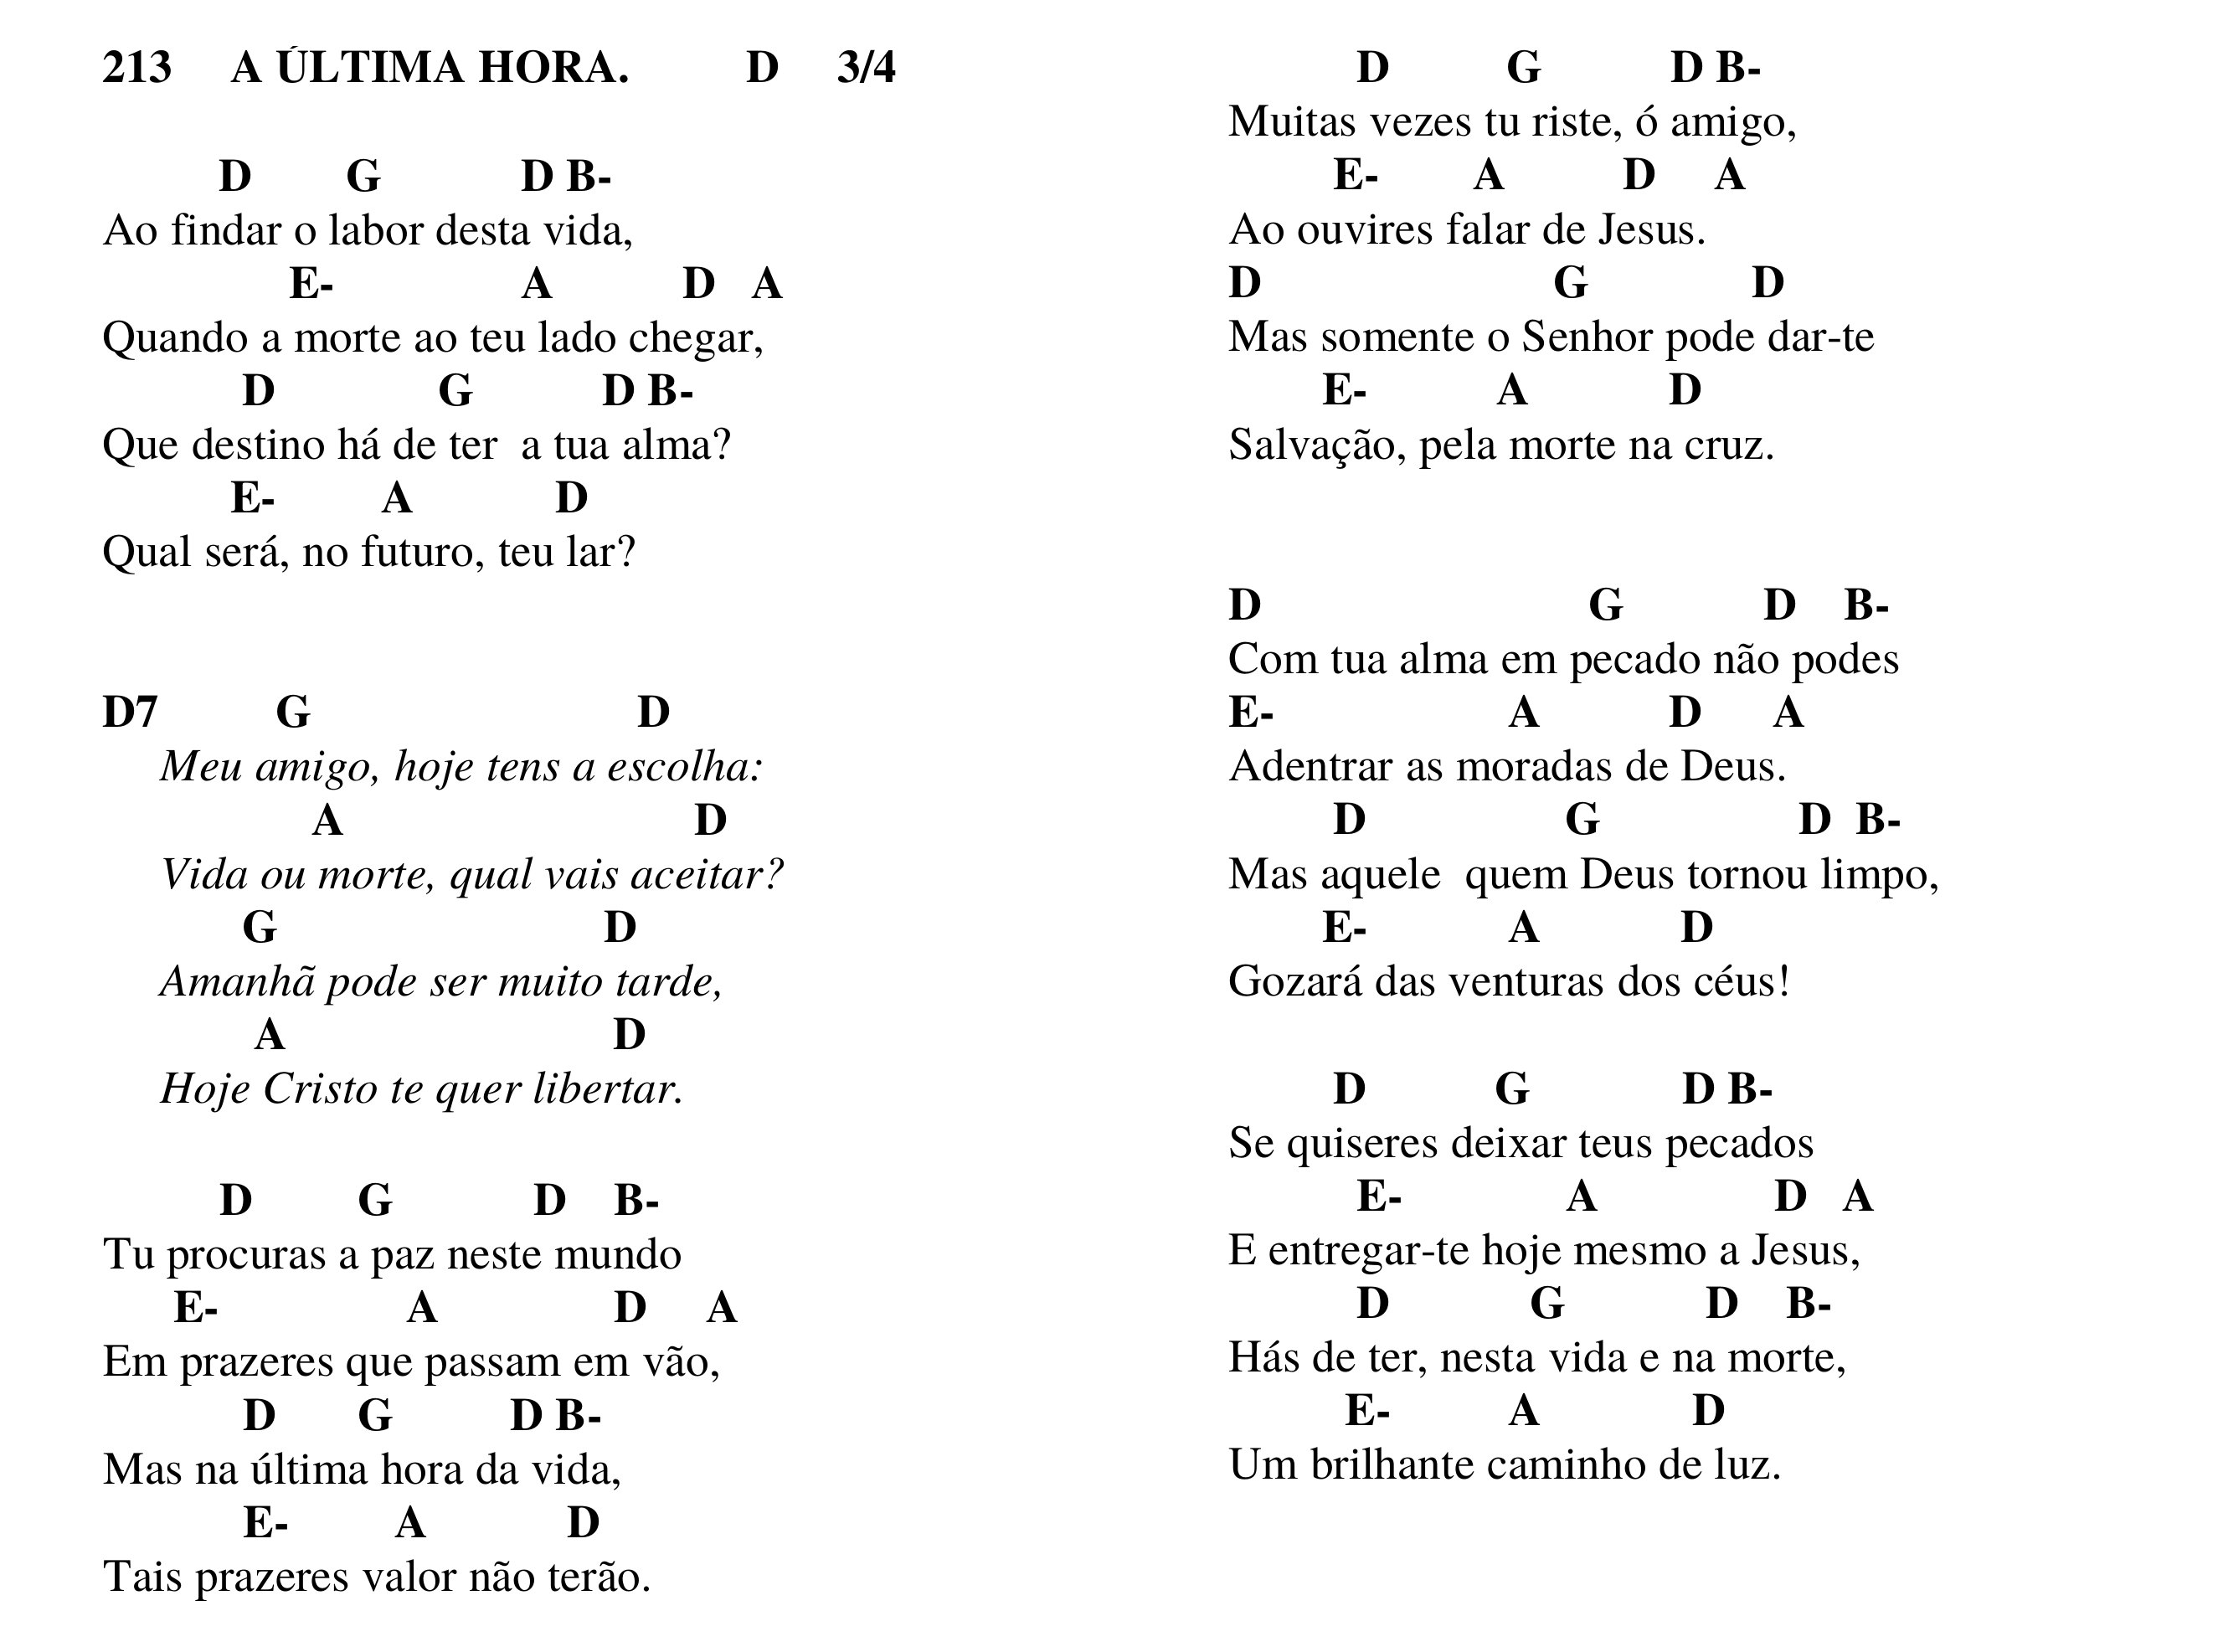 213     A ÚLTIMA HORA.          D     3/4
D        G            D B-
Ao findar o labor desta vida,
E-                A           D   A
Quando a morte ao teu lado chegar,
D              G           D B-
Que destino há de ter  a tua alma?
E-         A            D
Qual será, no futuro, teu lar?
D7          G                            D
Meu amigo, hoje tens a escolha:
A                              D
Vida ou morte, qual vais aceitar?
G                            D
Amanhã pode ser muito tarde,
A                            D
Hoje Cristo te quer libertar.
D         G            D    B-
Tu procuras a paz neste mundo
E-                A               D     A
Em prazeres que passam em vão,
D       G          D B-
Mas na última hora da vida,
E-         A            D
Tais prazeres valor não terão.
D          G           D B-
Muitas vezes tu riste, ó amigo,
E-        A          D     A
Ao ouvires falar de Jesus.
D                         G              D
Mas somente o Senhor pode dar-te
E-           A            D
Salvação, pela morte na cruz.
D                            G            D    B-
Com tua alma em pecado não podes
E-                    A           D      A
Adentrar as moradas de Deus.
D                 G                 D  B-
Mas aquele  quem Deus tornou limpo,
E-            A            D
Gozará das venturas dos céus!
D           G             D B-
Se quiseres deixar teus pecados
E-              A               D   A
E entregar-te hoje mesmo a Jesus,
D            G            D    B-
Hás de ter, nesta vida e na morte,
E-          A             D
Um brilhante caminho de luz.